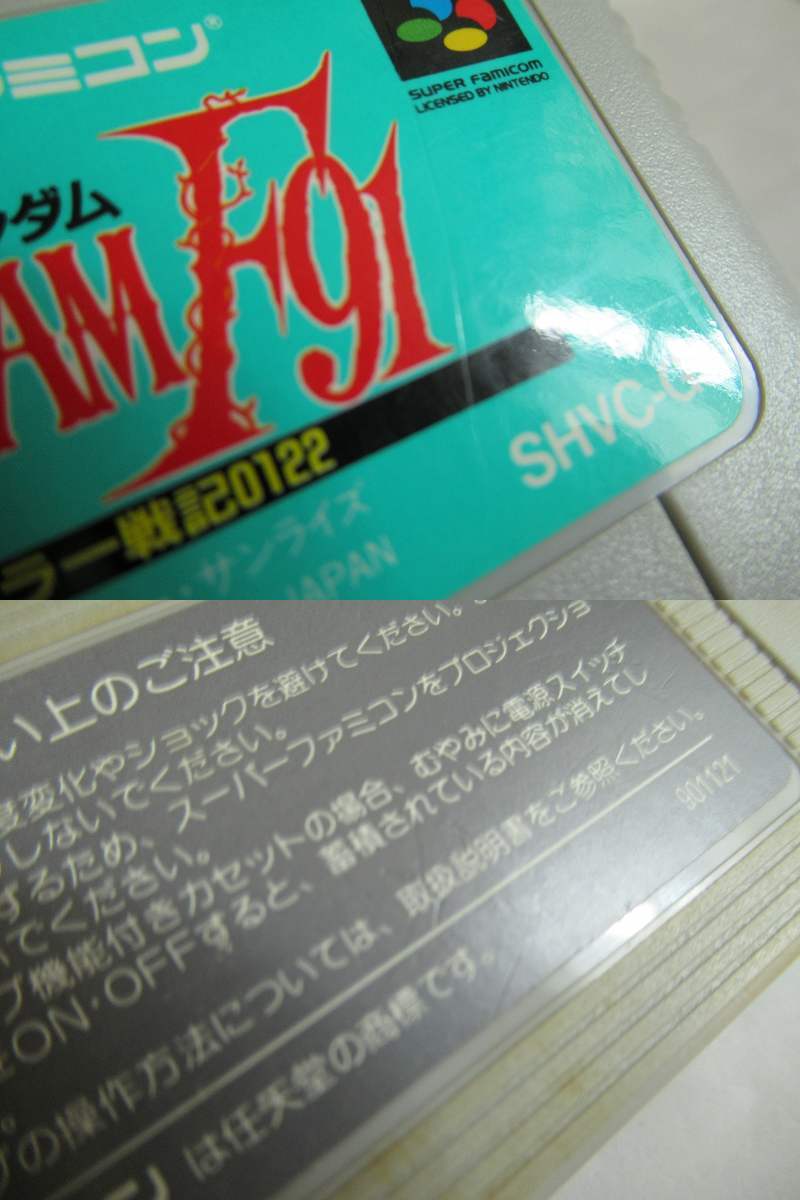 ァミコン®
SUPER FAMICOM
LICENSED BY NINTENDO
ダム
AM F91
ラー戦記0122
SHVC-
サンライズ
JAPAN
い上のご注意
度変化やショックを避けてください。
しないでください。
するため、スーパーファミコンをプロジェクショ
いでください。
プ機能付きカセットの場合、むやみに電源スイッチ
をON・OFFすると、蓄積されている内容が消えてし
。
の操作方法については、取扱説明書をご参照ください。
901121
ン は任天堂の商標です。